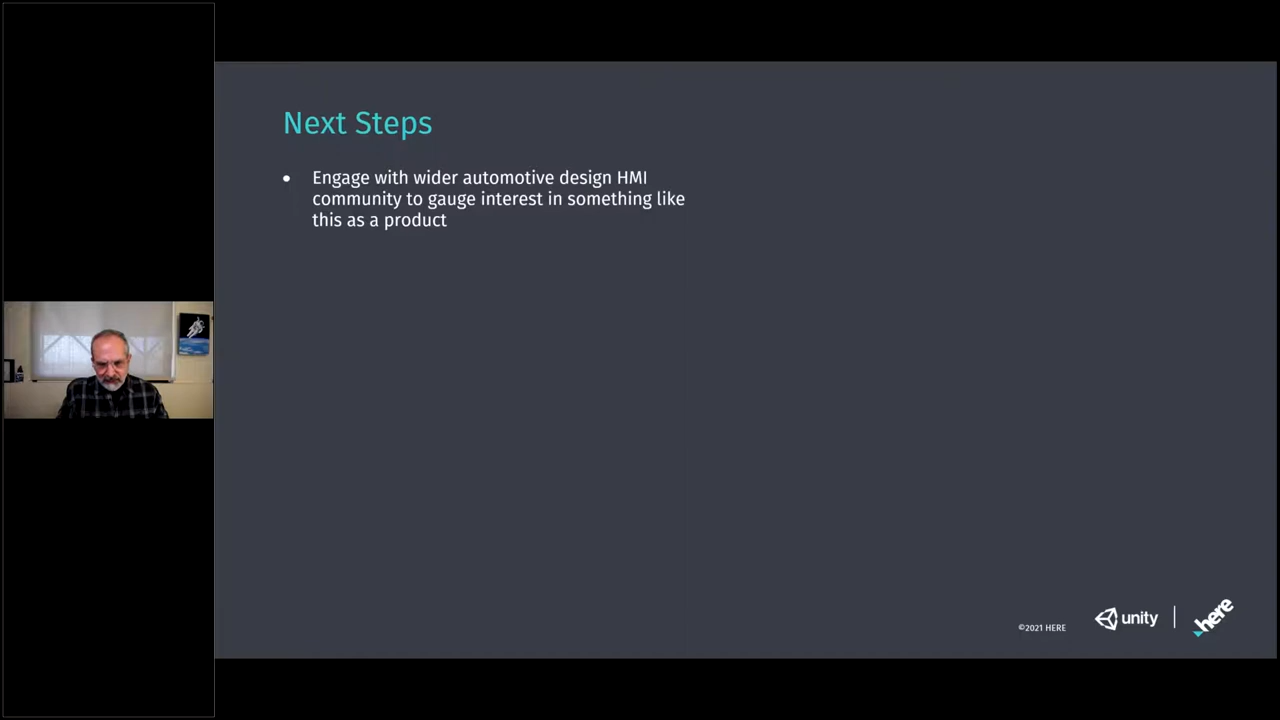 Next Steps
• Engage with wider automotive design HMI
community to gauge interest in something like
this as a product
©2021 HERE
unity
here